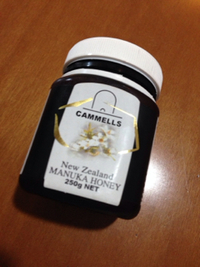 CAMMELLS
New Zealand
MANUKA HONEY
250g NET